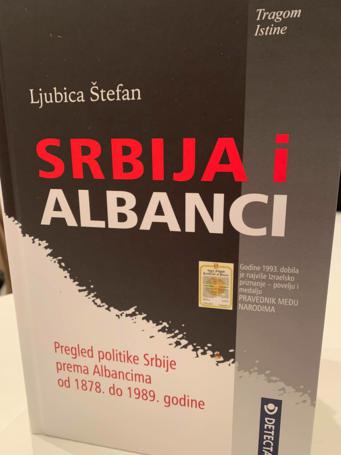 Tragom
Istine
Ljubica Štefan
SRBIJA i
ALBANCI
Godine 1993. dobila
je najviše Izraelsko
priznanje – povelju i
medalju
PRAVEDNIK MEĐU
NARODIMA
Pregled politike Srbije
prema Albancima
od 1878. do 1989. godine
DETECTA